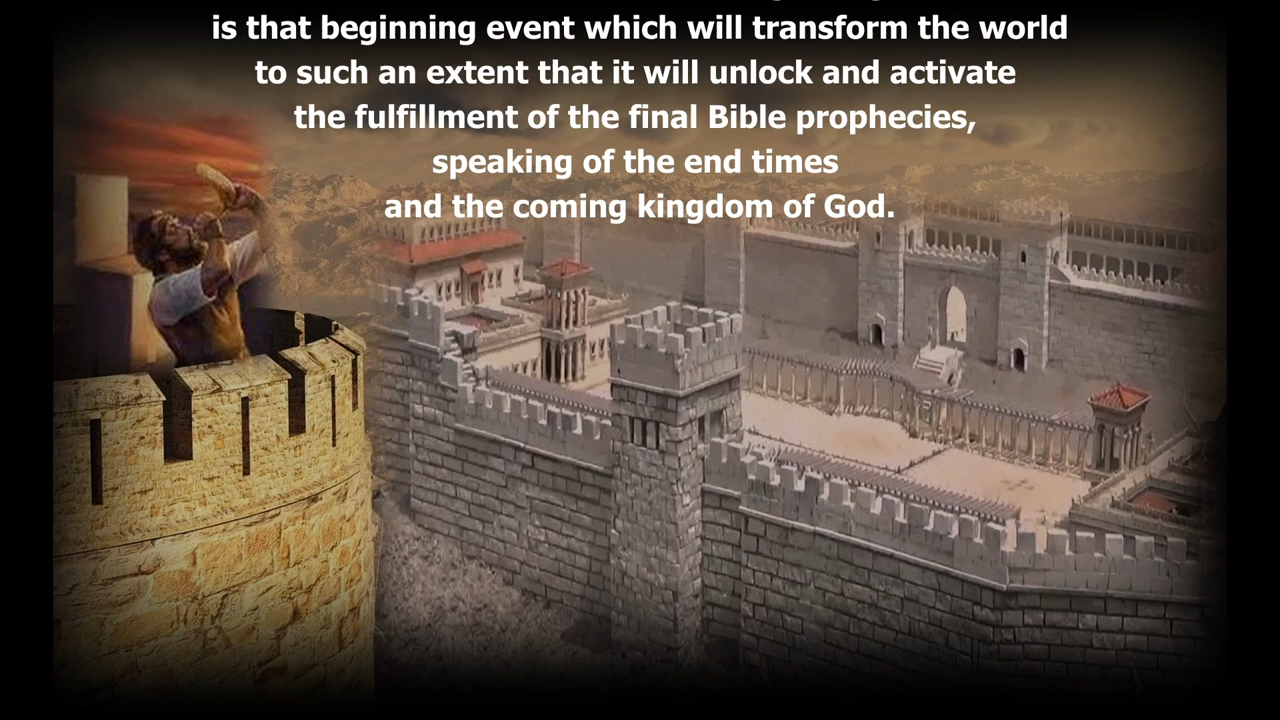 is that beginning event which will transform the world
to such an extent that it will unlock and activate
the fulfillment of the final Bible prophecies,
speaking of the end times
and the coming kingdom of God.